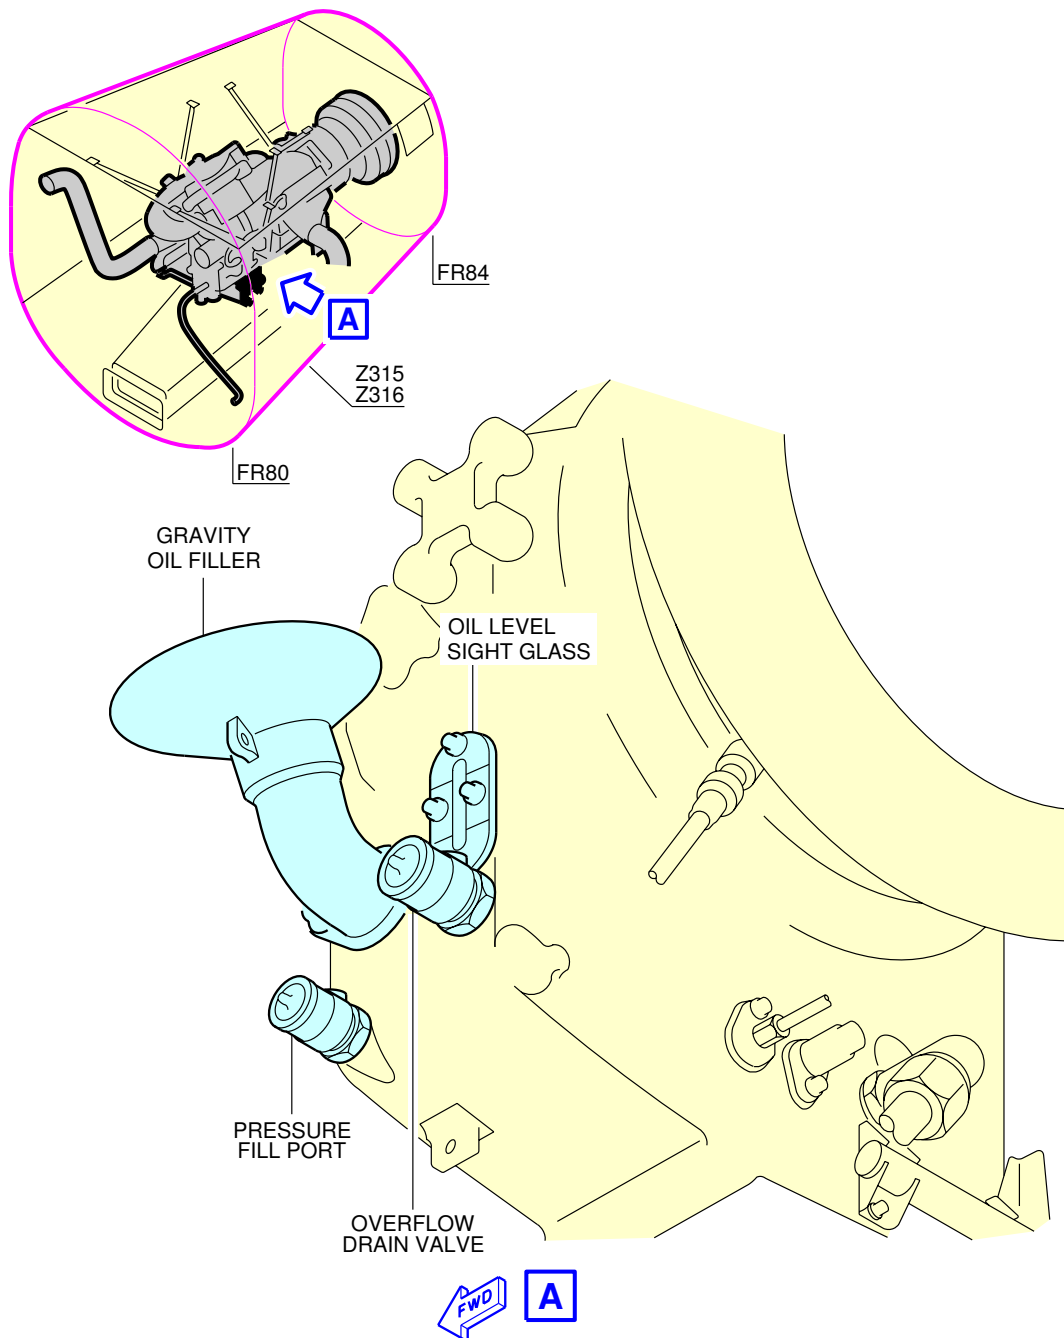 FR84
A
Z315
Z316
FR80
GRAVITY
OIL FILLER
OIL LEVEL
SIGHT GLASS
PRESSURE
FILL PORT
OVERFLOW
DRAIN VALVE
FWD
A